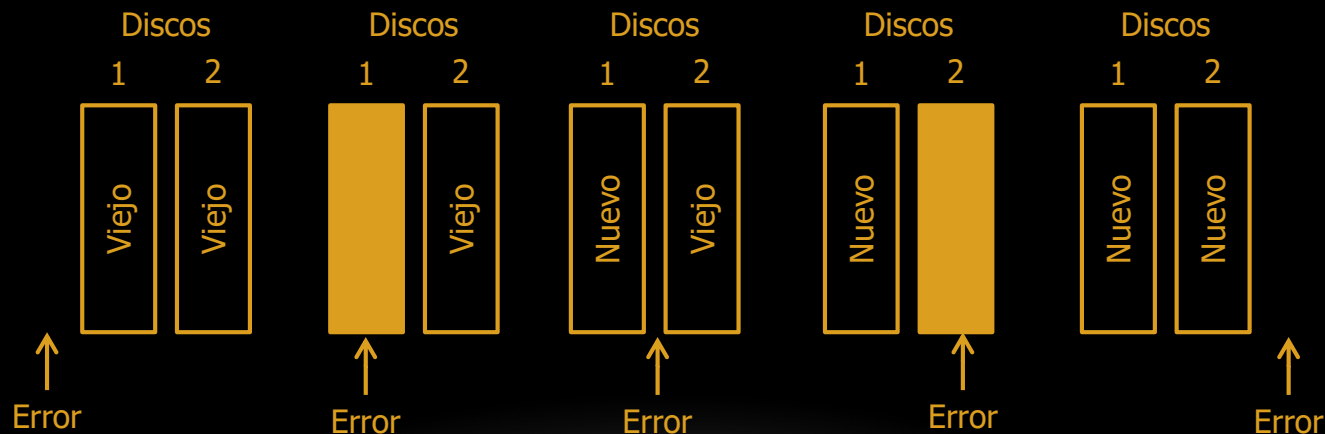 Discos Discos Discos Discos Discos
1 2 1 2 1 2 1 2 1 2
Viejo Viejo Viejo Nuevo Viejo Nuevo Nuevo Nuevo
Error Error Error Error Error